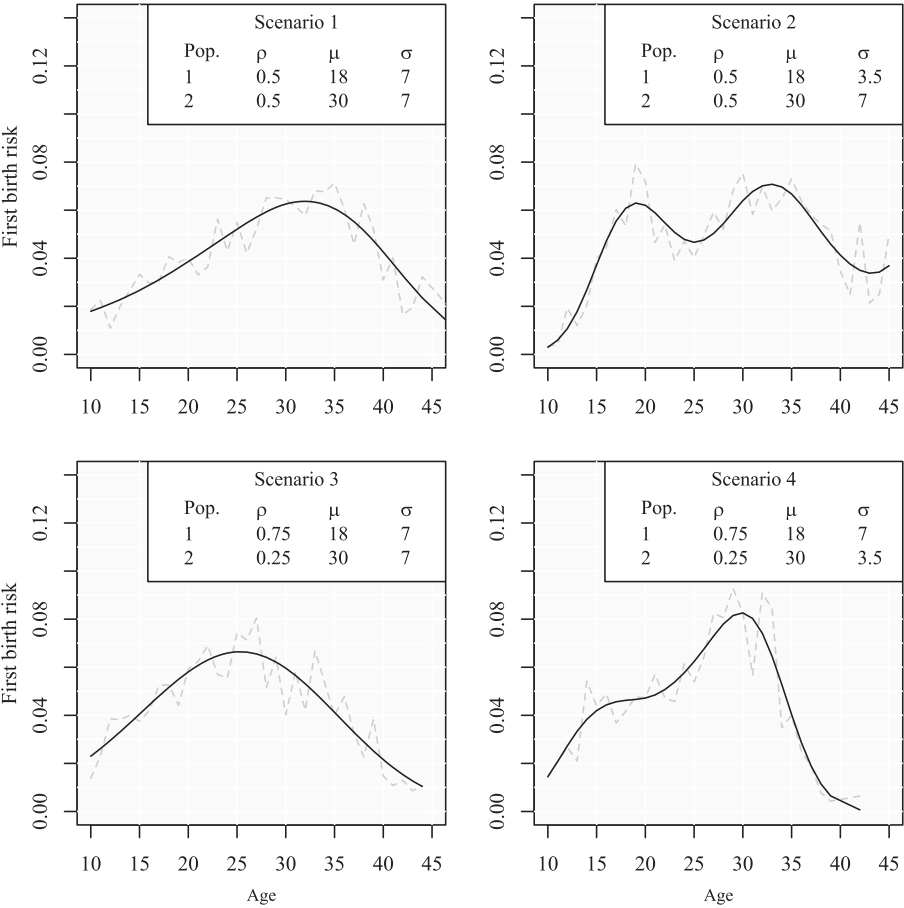 Scenario 1
Pop. ρ μ σ
1 0.5 18 7
2 0.5 30 7
First birth risk
0.00 0.04 0.08 0.12
10 15 20 25 30 35 40 45
Scenario 2
Pop. ρ μ σ
1 0.5 18 3.5
2 0.5 30 7
0.00 0.04 0.08 0.12
10 15 20 25 30 35 40 45
Scenario 3
Pop. ρ μ σ
1 0.75 18 7
2 0.25 30 7
First birth risk
0.00 0.04 0.08 0.12
10 15 20 25 30 35 40 45
Age
Scenario 4
Pop. ρ μ σ
1 0.75 18 7
2 0.25 30 3.5
0.00 0.04 0.08 0.12
10 15 20 25 30 35 40 45
Age